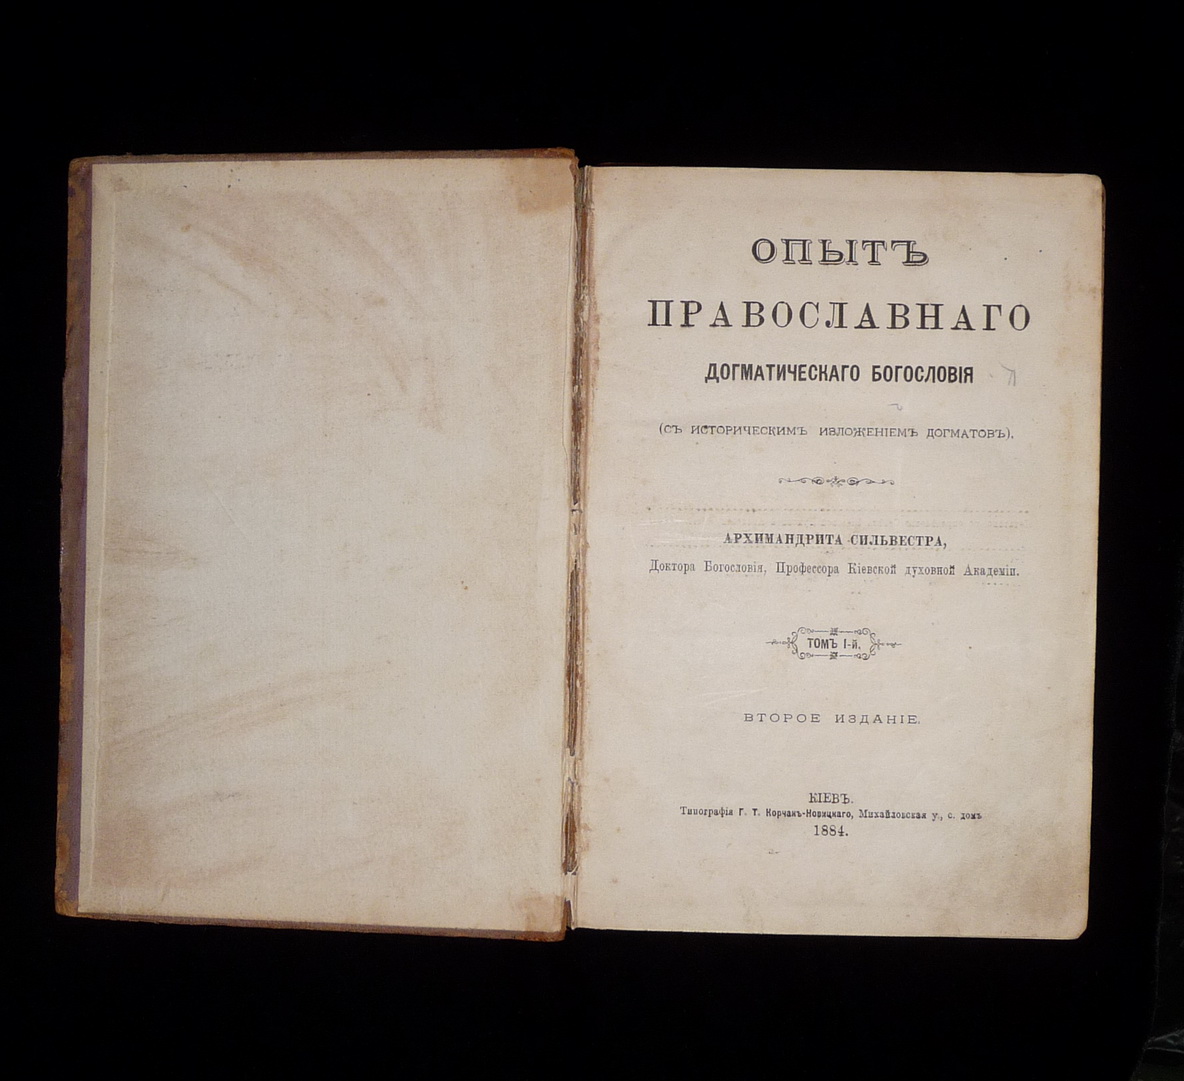 ОПЫТЪ
ПРАВОСЛАВНАГО
ДОГМАТИЧЕСКАГО БОГОСЛОВІЯ
(СЪ ИСТОРИЧЕСКИМЪ ИЗЛОЖЕНІЕМЪ ДОГМАТОВЪ).
АРХИМАНДРИТА СИЛЬВЕСТРА,
Доктора Богословія, Профессора Кіевской духовной Академіи.
ТОМЪ I-й.
ВТОРОЕ ИЗДАНІЕ.
КІЕВЪ.
Типографія Г. Т. Корчакъ-Новицкаго, Михайловская у., с. домъ
1884.